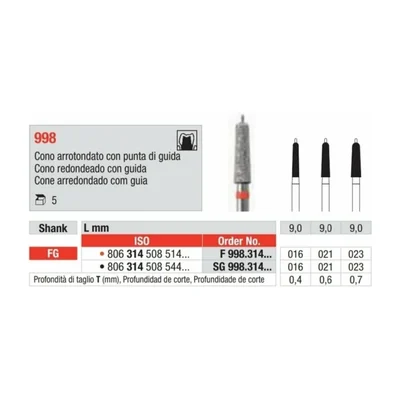 998
Cono arrotondato con punta di guida
Cono redondeado con guida
Cone arredondado com guia
5
Shank L mm 9,0 9,0 9,0
ISO Order No.
FG • 806 314 508 514... F 998.314... 016 021 023
• 806 314 508 544... SG 998.314... 016 021 023
Profondità di taglio T (mm), Profundidad de corte, Profundidade de corte 0,4 0,6 0,7